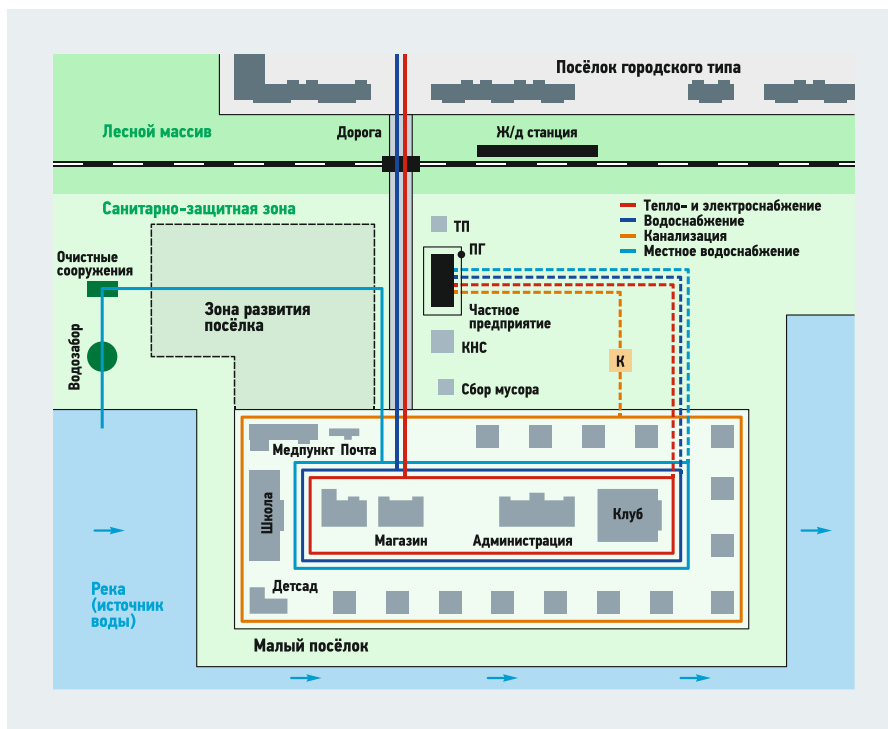 Посёлок городского типа
Лесной массив
Дорога
Ж/д станция
Санитарно-защитная зона
ТП
ПГ
Тепло- и электроснабжение
Водоснабжение
Канализация
Местное водоснабжение
Очистные
сооружения
Зона развития
посёлка
Частное
предприятие
Водозабор
КНС
К
Сбор мусора
Медпункт Почта
Школа
Магазин
Администрация
Клуб
Детсад
Река
(источник
воды)
Малый посёлок